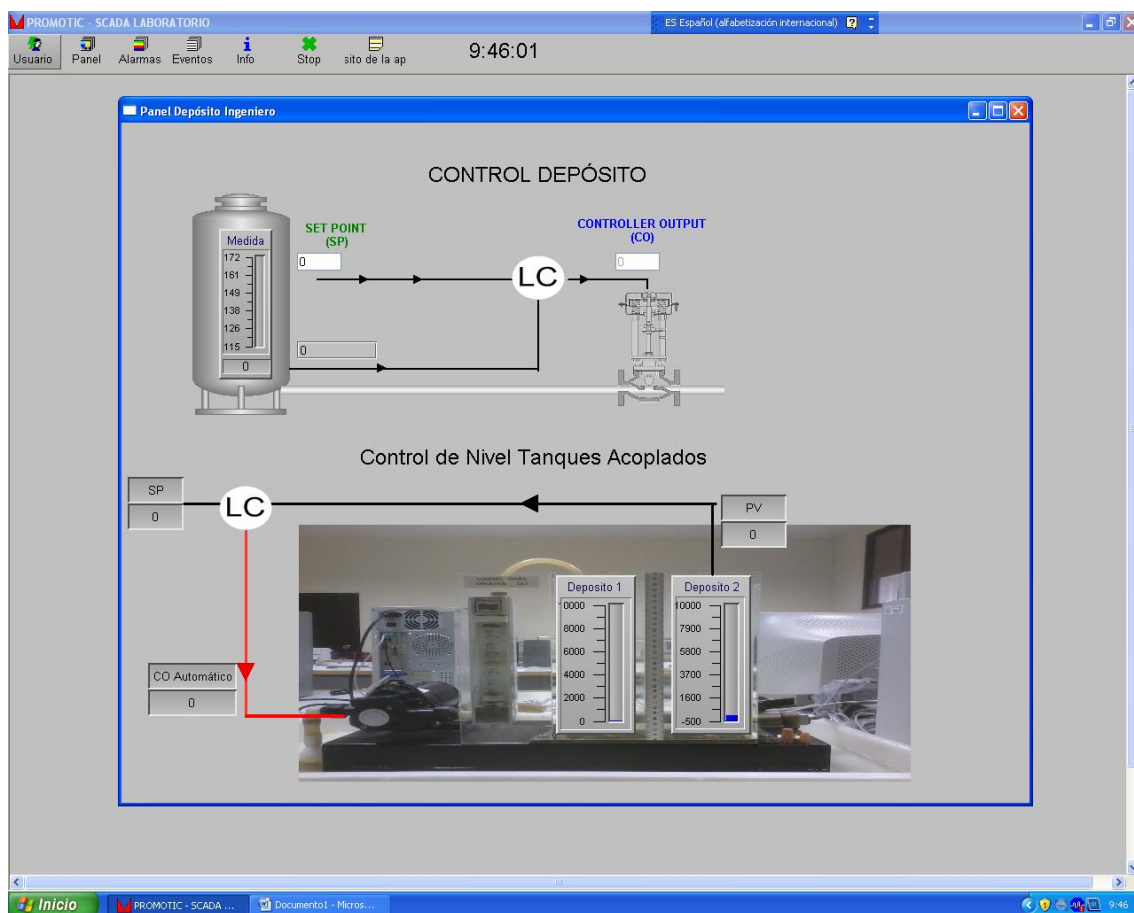 PROMOTIC - SCADA LABORATORIO
ES Español (alfabetización internacional)
Usuario Panel Alarmas Eventos Info Stop sito de la ap
9:46:01
Panel Depósito Ingeniero
CONTROL DEPÓSITO
SET POINT
(SP)
0
CONTROLLER OUTPUT
(CO)
0
Medida
172
161
149
138
126
115
0
LC
0
Control de Nivel Tanques Acoplados
SP
0
LC
PV
0
Deposito 1
0000
8000
6000
4000
2000
0
Deposito 2
10000
7900
5800
3700
1600
-500
CO Automático
0
Inicio
PROMOTIC - SCADA ...
Documento1 - Micros...
9:46